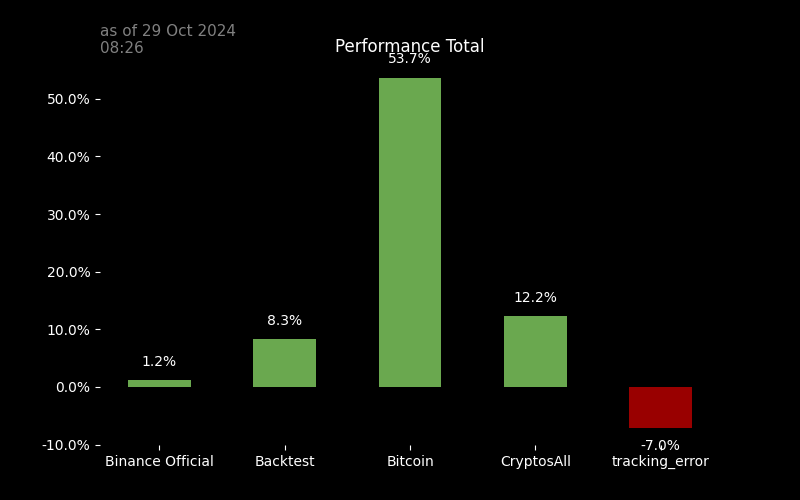 as of 29 Oct 2024
08:26
Performance Total
53.7%
50.0%
40.0%
30.0%
20.0%
12.2%
10.0%
8.3%
1.2%
0.0%
-10.0%
-7.0%
Binance Official
Backtest
Bitcoin
CryptosAll
tracking_error